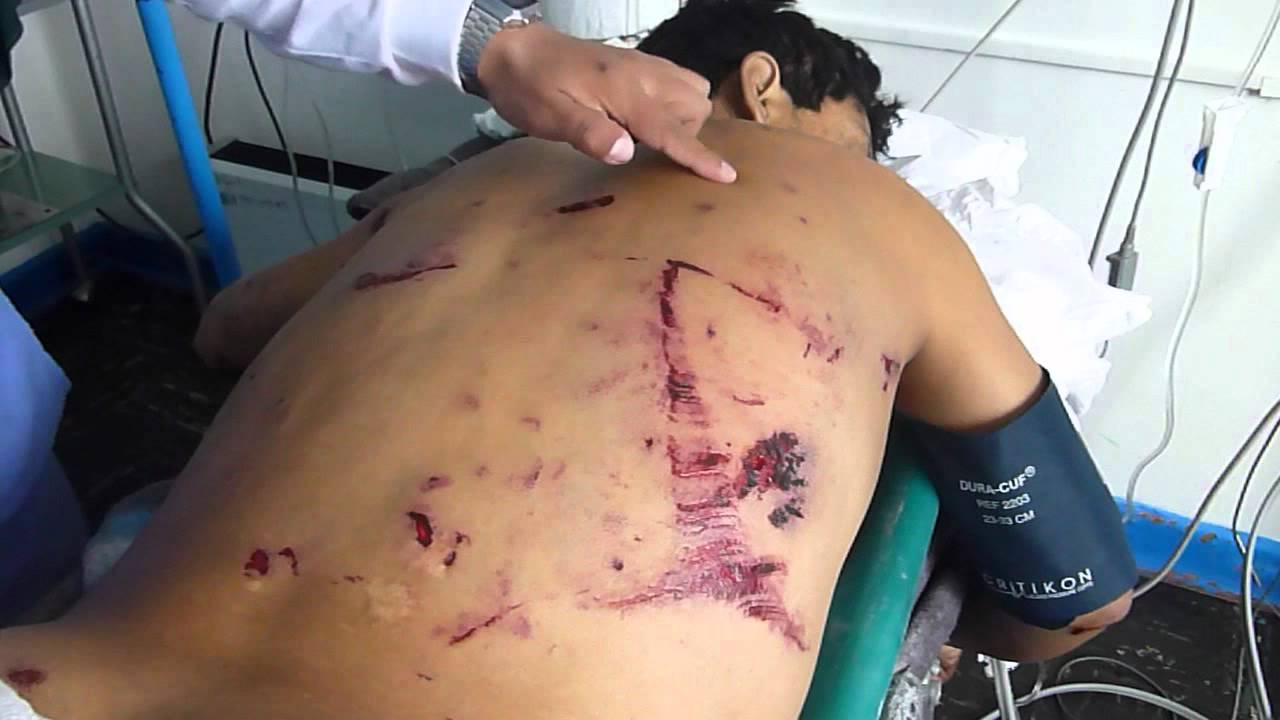 DURA-CUF®
REF 2203
23-33 CM
CRITIKON